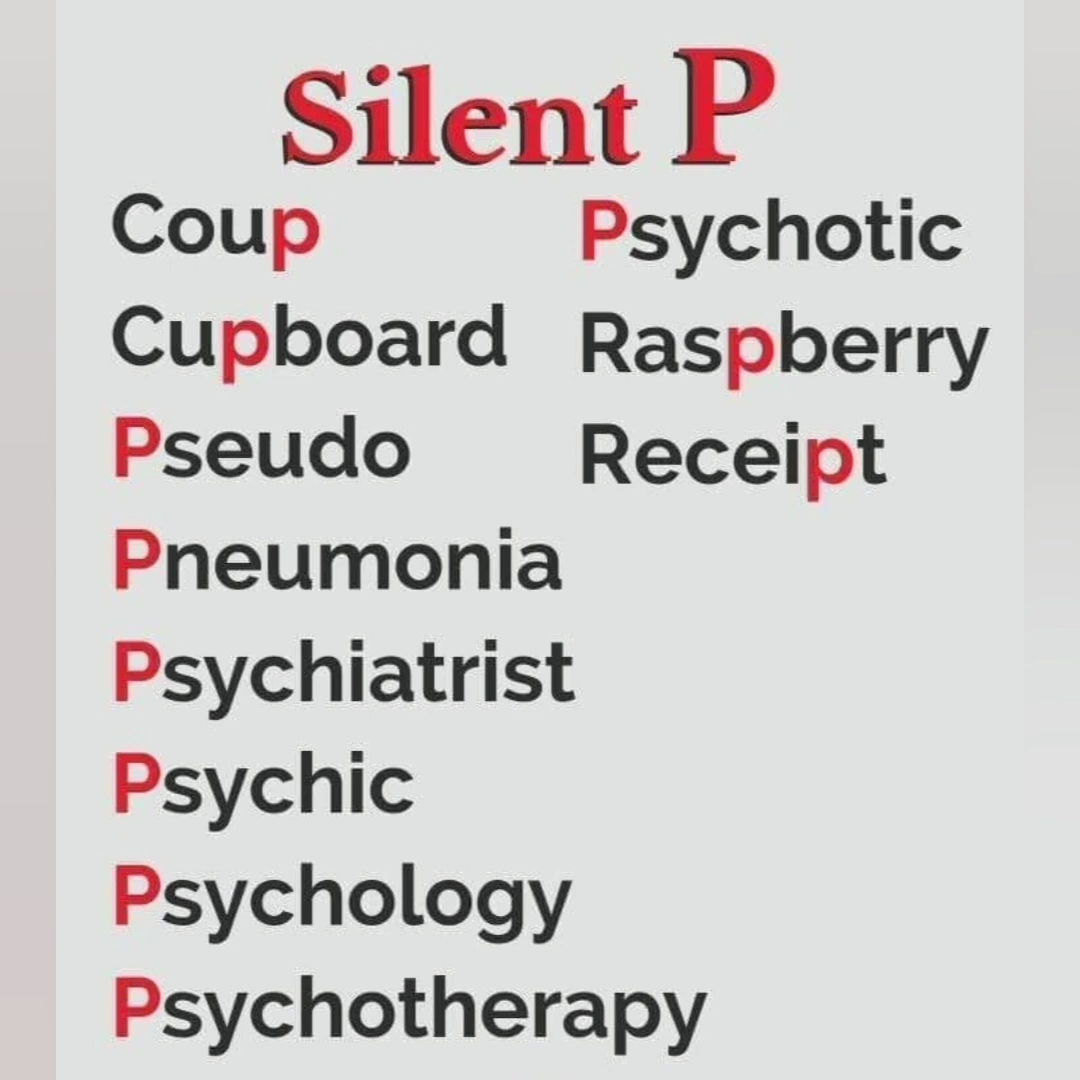 Silent P
Coup
Cupboard
Pseudo
Pneumonia
Psychiatrist
Psychic
Psychology
Psychotherapy
Psychotic
Raspberry
Receipt